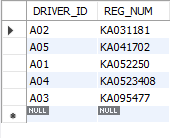 DRIVER_ID REG_NUM
A02 KA031181
A05 KA041702
A01 KA052250
A04 KA0523408
A03 KA095477
NULL NULL